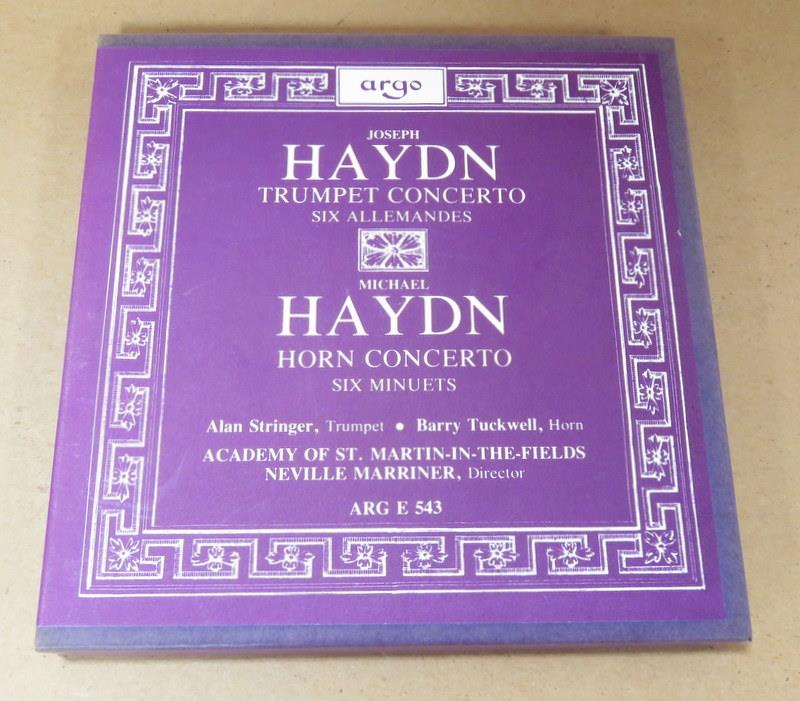 argo
JOSEPH
HAYDN
TRUMPET CONCERTO
SIX ALLEMANDES
MICHAEL
HAYDN
HORN CONCERTO
SIX MINUETS
Alan Stringer, Trumpet ● Barry Tuckwell, Horn
ACADEMY OF ST. MARTIN-IN-THE-FIELDS
NEVILLE MARRINER, Director
ARG E 543